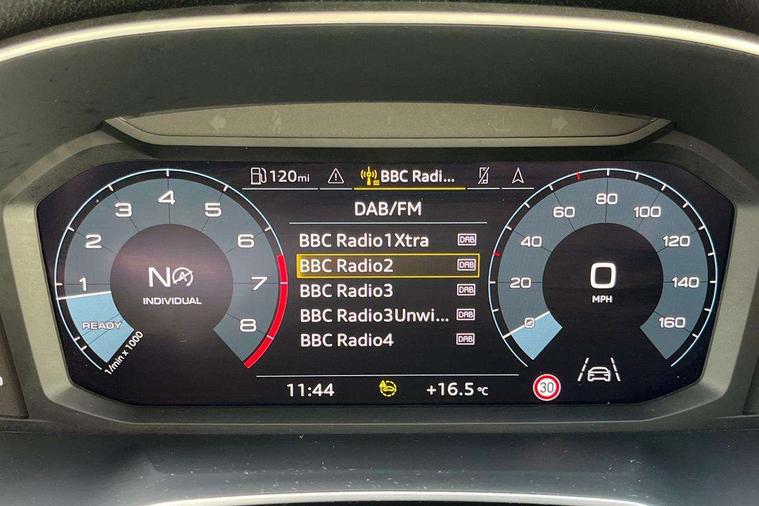 120mi
BBC Radi...
DAB/FM
BBC Radio1Xtra DAB
BBC Radio2 DAB
BBC Radio3 DAB
BBC Radio3Unwi... DAB
BBC Radio4 DAB
11:44
+16.5 °C
1 2 3 4 5 6 7 8
N
INDIVIDUAL
READY
1/min x 1000
0 20 40 60 80 100 120 140 160
0
MPH
30